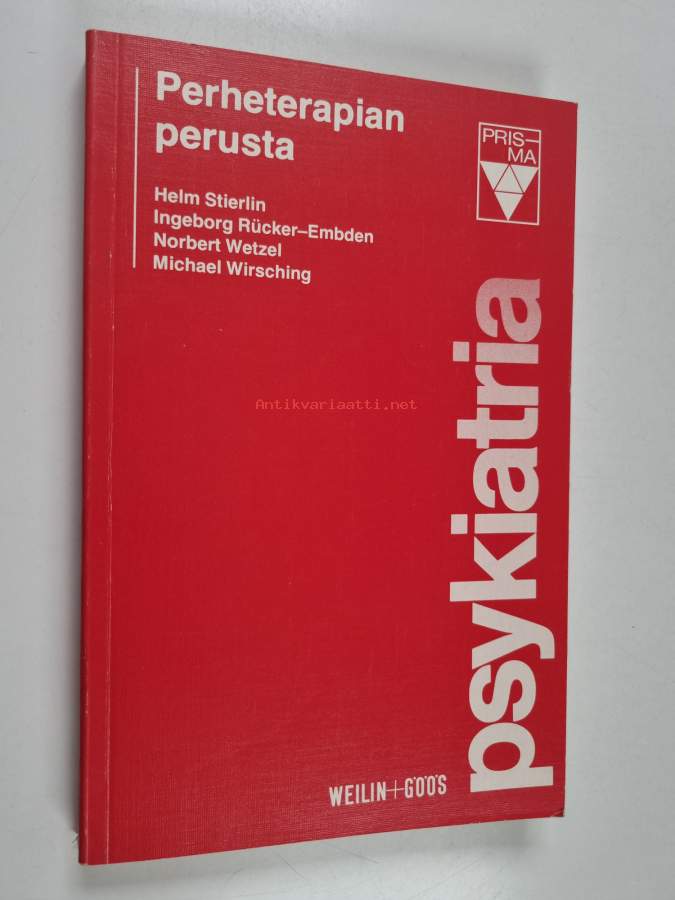 Perheterapian
perusta
Helm Stierlin
Ingeborg Rücker–Embden
Norbert Wetzel
Michael Wirsching
PRIS–
MA
psykiatria
Antikvariaatti.net
WEILIN+GÖÖS